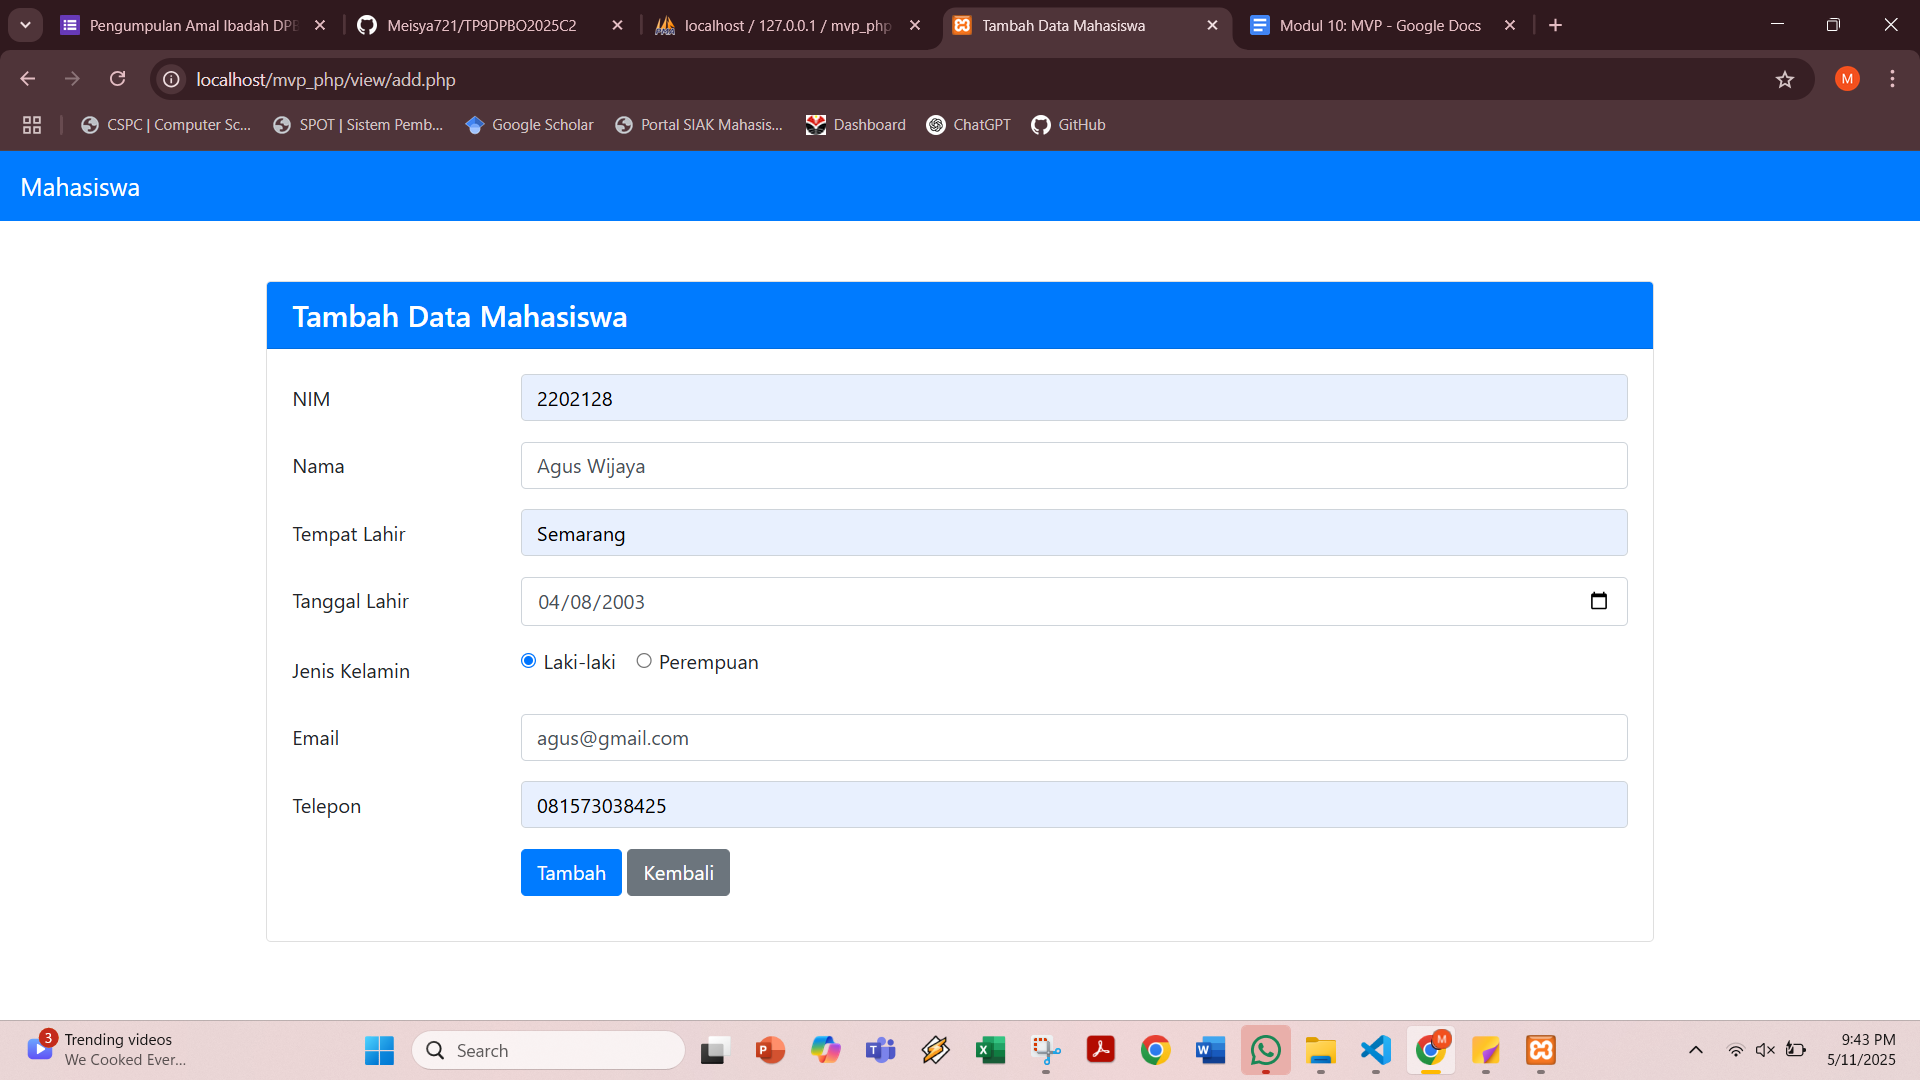 Pengumpulan Amal Ibadah DPB
Meisya721/TP9DPBO2025C2
localhost / 127.0.0.1 / mvp_php
Tambah Data Mahasiswa
Modul 10: MVP - Google Docs
localhost/mvp_php/view/add.php
M
CSPC | Computer Sc...
SPOT | Sistem Pemb...
Google Scholar
Portal SIAK Mahasis...
Dashboard
ChatGPT
GitHub
Mahasiswa
Tambah Data Mahasiswa
NIM
2202128
Nama
Agus Wijaya
Tempat Lahir
Semarang
Tanggal Lahir
04/08/2003
Jenis Kelamin
Laki-laki
Perempuan
Email
agus@gmail.com
Telepon
081573038425
Tambah
Kembali
3
Trending videos
We Cooked Ever...
Search
M
9:43 PM
5/11/2025